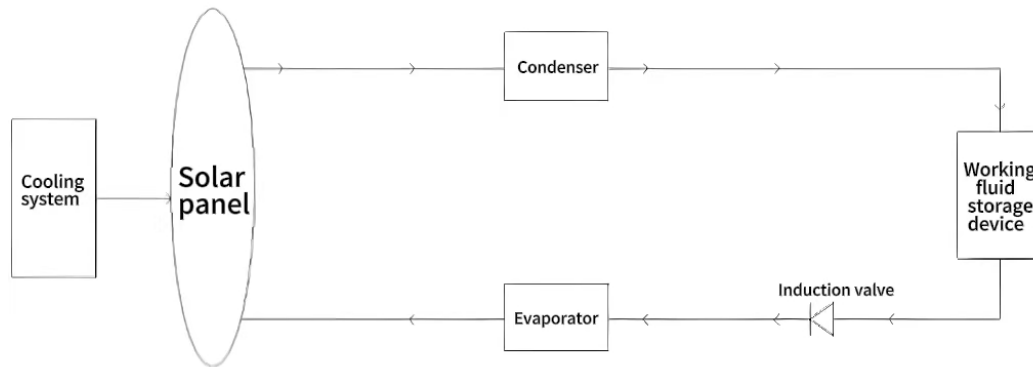 Condenser
Cooling
system
Solar
panel
Working
fluid
storage
device
Induction valve
Evaporator